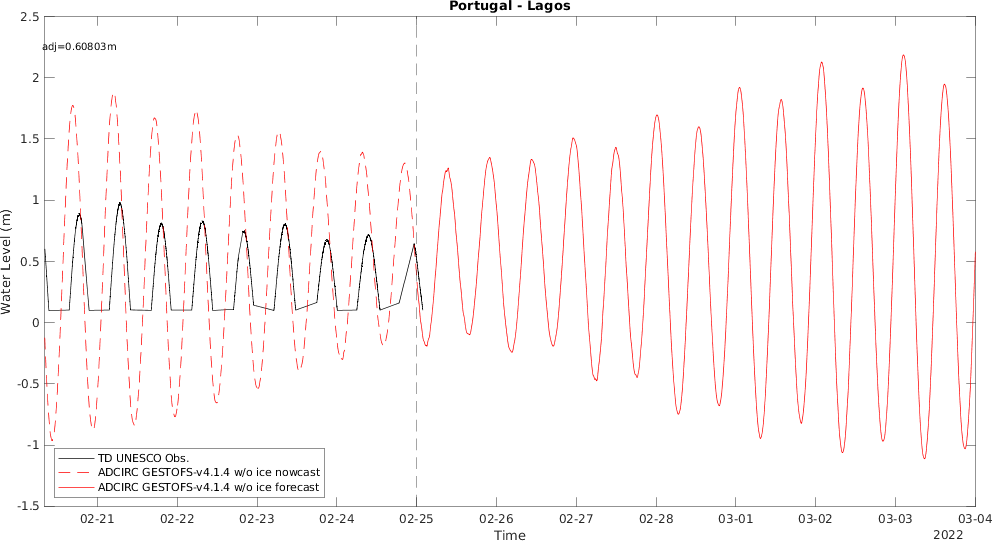 Portugal - Lagos
adj=0.60803m
2.5
2
1.5
1
0.5
0
-0.5
-1
-1.5
Water Level (m)
TD UNESCO Obs.
ADCIRC GESTOFS-v4.1.4 w/o ice nowcast
ADCIRC GESTOFS-v4.1.4 w/o ice forecast
02-21 02-22 02-23 02-24 02-25 02-26 02-27 02-28 03-01 03-02 03-03 03-04
Time
2022